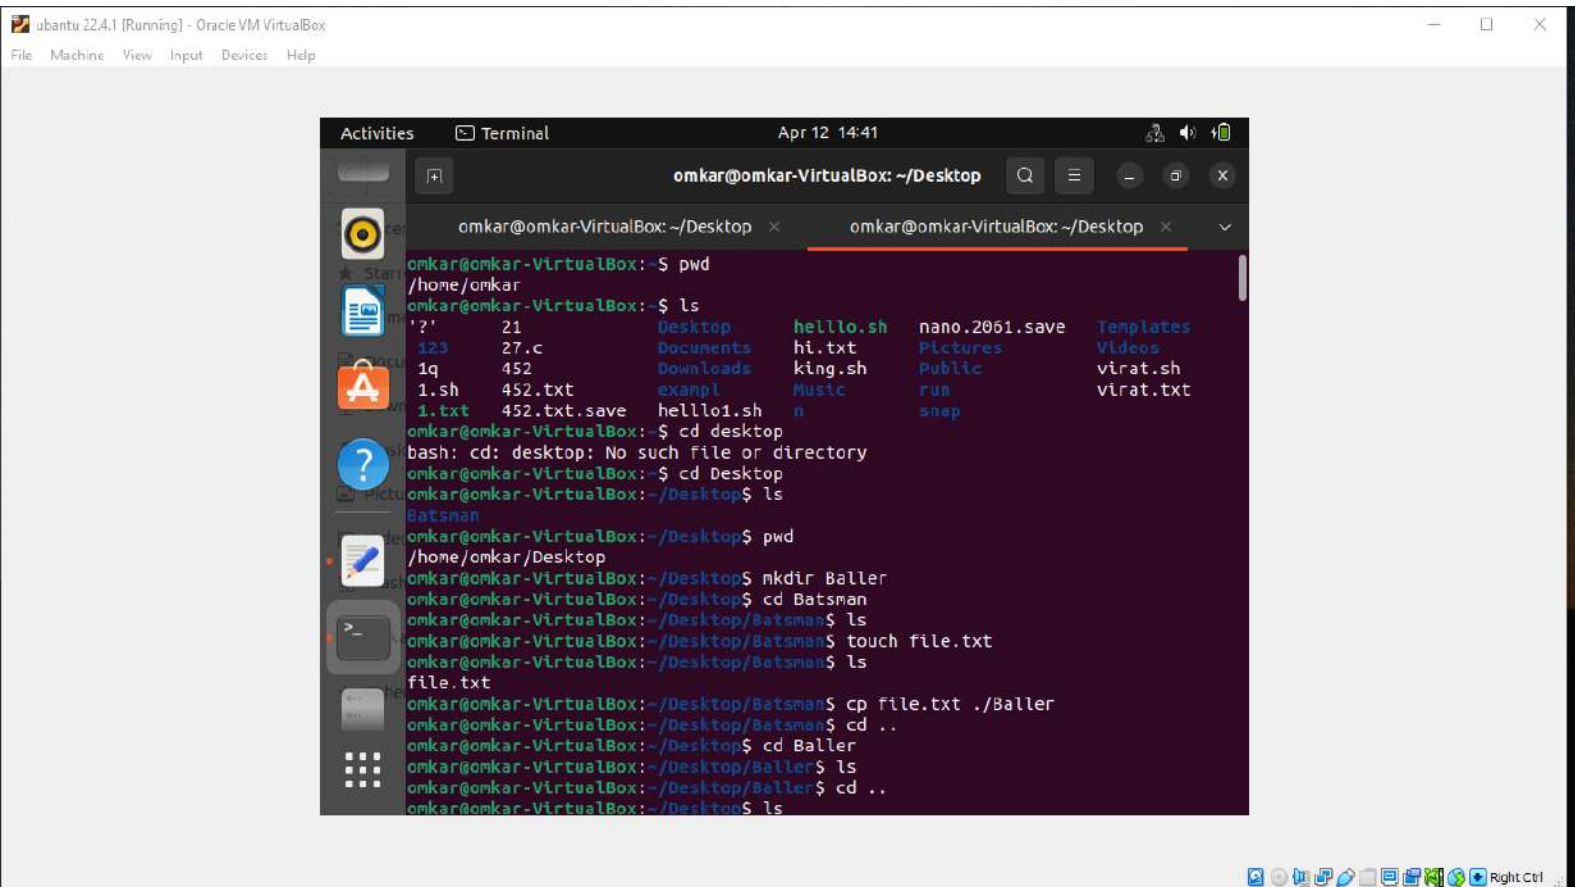 ubantu 22.4.1 [Running] - Oracle VM VirtualBox
File Machine View Input Devices Help
Activities Terminal Apr 12 14:41
omkar@omkar-VirtualBox: ~/Desktop
omkar@omkar-VirtualBox: ~/Desktop × omkar@omkar-VirtualBox: ~/Desktop ×
omkar@omkar-VirtualBox:~$ pwd
/home/omkar
omkar@omkar-VirtualBox:~$ ls
'?' 21 Desktop helllo.sh nano.2061.save Templates
123 27.c Documents hi.txt Pictures Videos
1q 452 Downloads king.sh Public virat.sh
1.sh 452.txt exampl Music run virat.txt
1.txt 452.txt.save helllo1.sh n snap
omkar@omkar-VirtualBox:~$ cd desktop
bash: cd: desktop: No such file or directory
omkar@omkar-VirtualBox:~$ cd Desktop
omkar@omkar-VirtualBox:~/Desktop$ ls
Batsman
omkar@omkar-VirtualBox:~/Desktop$ pwd
/home/omkar/Desktop
omkar@omkar-VirtualBox:~/Desktop$ mkdir Baller
omkar@omkar-VirtualBox:~/Desktop$ cd Batsman
omkar@omkar-VirtualBox:~/Desktop/Batsman$ ls
omkar@omkar-VirtualBox:~/Desktop/Batsman$ touch file.txt
omkar@omkar-VirtualBox:~/Desktop/Batsman$ ls
file.txt
omkar@omkar-VirtualBox:~/Desktop/Batsman$ cp file.txt ./Baller
omkar@omkar-VirtualBox:~/Desktop/Batsman$ cd ..
omkar@omkar-VirtualBox:~/Desktop$ cd Baller
omkar@omkar-VirtualBox:~/Desktop/Baller$ ls
omkar@omkar-VirtualBox:~/Desktop/Baller$ cd ..
omkar@omkar-VirtualBox:~/Desktop$ ls
Right Ctrl